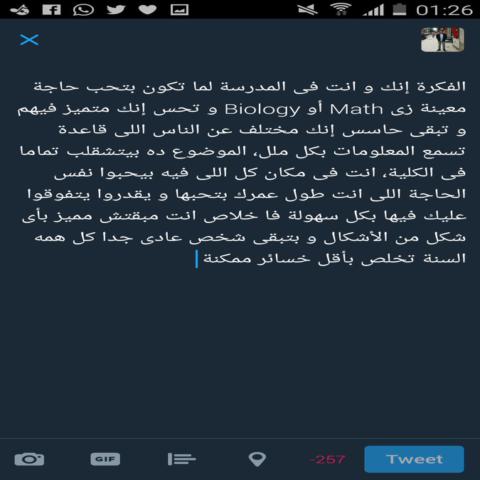 01:26
الفكرة إنك و انت فى المدرسة لما تكون بتحب حاجة
معينة زى Math أو Biology و تحس إنك متميز فيهم
و تبقى حاسس إنك مختلف عن الناس اللى قاعدة
تسمع المعلومات بكل ملل، الموضوع ده بيتشقلب تماما
فى الكلية، انت فى مكان كل اللى فيه بيحبوا نفس
الحاجة اللى انت طول عمرك بتحبها و يقدروا يتفوقوا
عليك فيها بكل سهولة فا خلاص انت مبقتش مميز بأى
شكل من الأشكال و بتبقى شخص عادى جدا كل همه
السنة تخلص بأقل خسائر ممكنة
GIF -257 Tweet